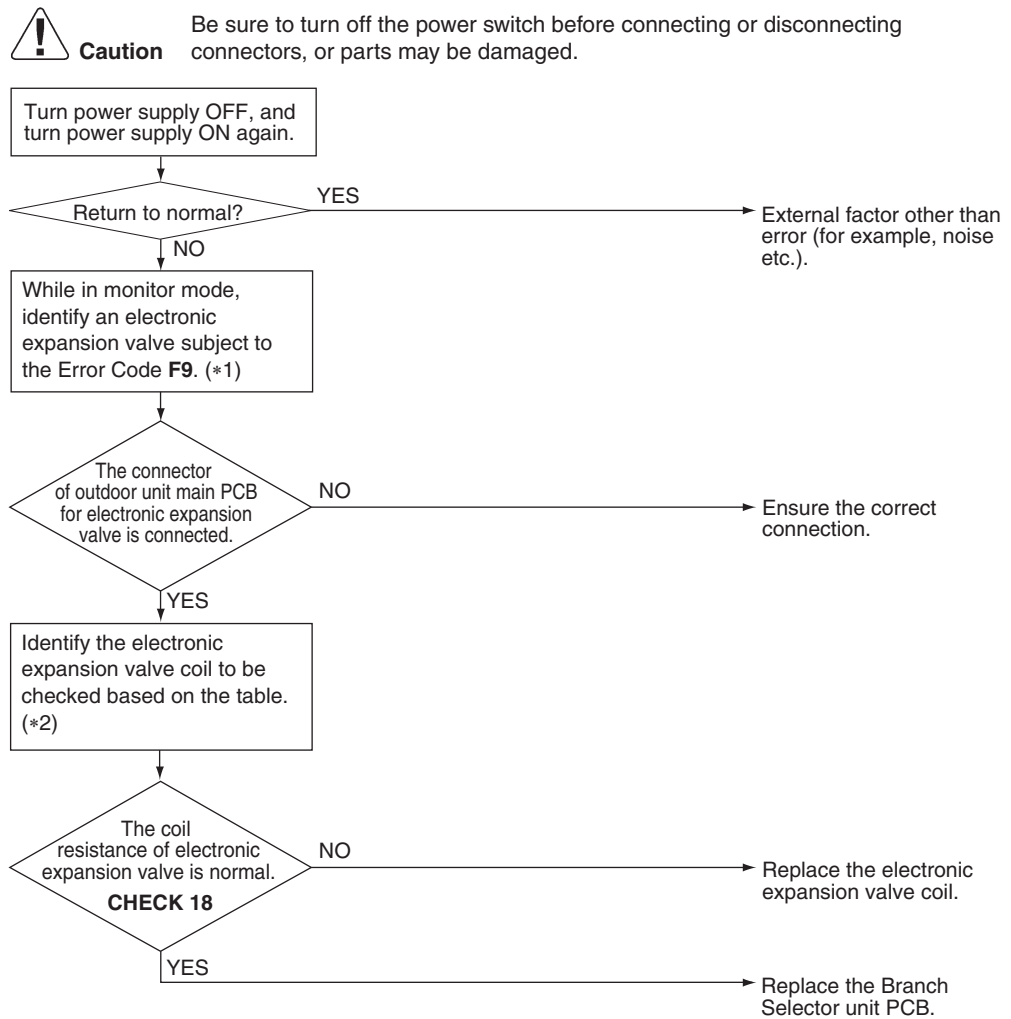 Be sure to turn off the power switch before connecting or disconnecting
Caution connectors, or parts may be damaged.
Turn power supply OFF, and
turn power supply ON again.
Return to normal?
YES
External factor other than
error (for example, noise
etc.).
NO
While in monitor mode,
identify an electronic
expansion valve subject to
the Error Code F9. (*1)
The connector
of outdoor unit main PCB
for electronic expansion
valve is connected.
NO
Ensure the correct
connection.
YES
Identify the electronic
expansion valve coil to be
checked based on the table.
(*2)
The coil
resistance of electronic
expansion valve is normal.
CHECK 18
NO
Replace the electronic
expansion valve coil.
YES
Replace the Branch
Selector unit PCB.